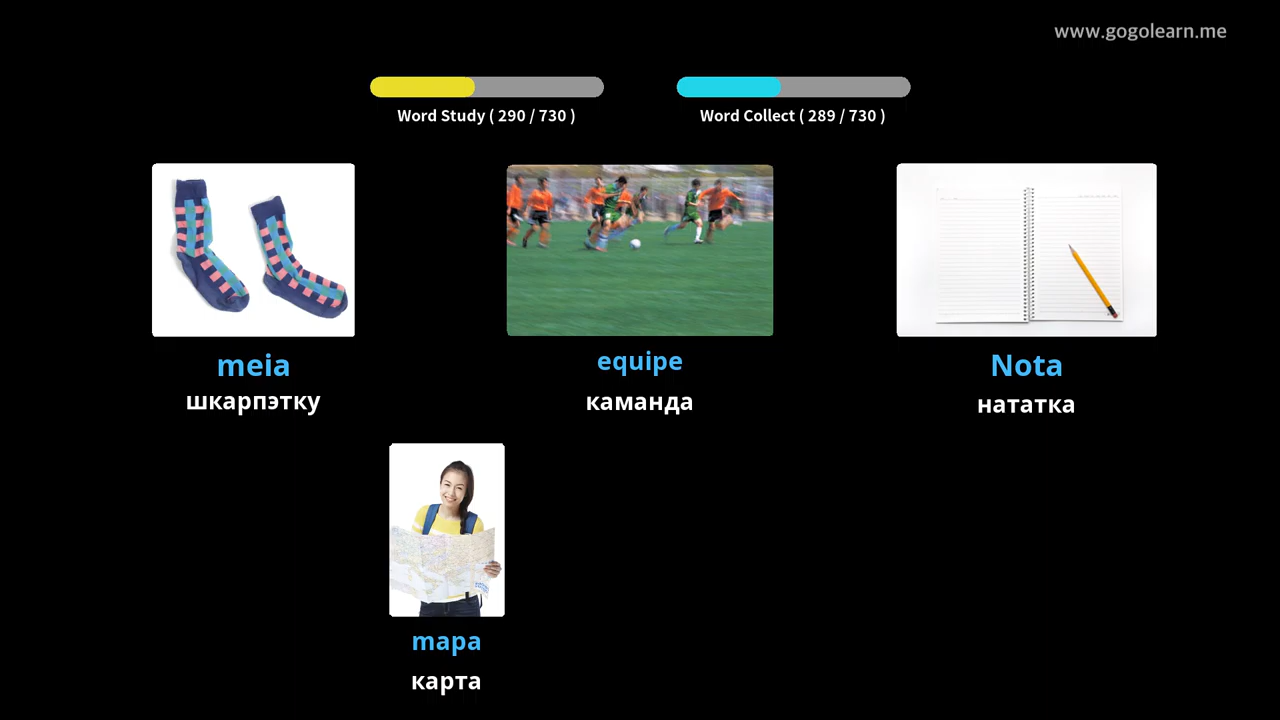 www.gogolearn.me
Word Study ( 290 / 730 )
Word Collect ( 289 / 730 )
meia
шкарпэтку
equipe
каманда
Nota
нататка
mapa
карта